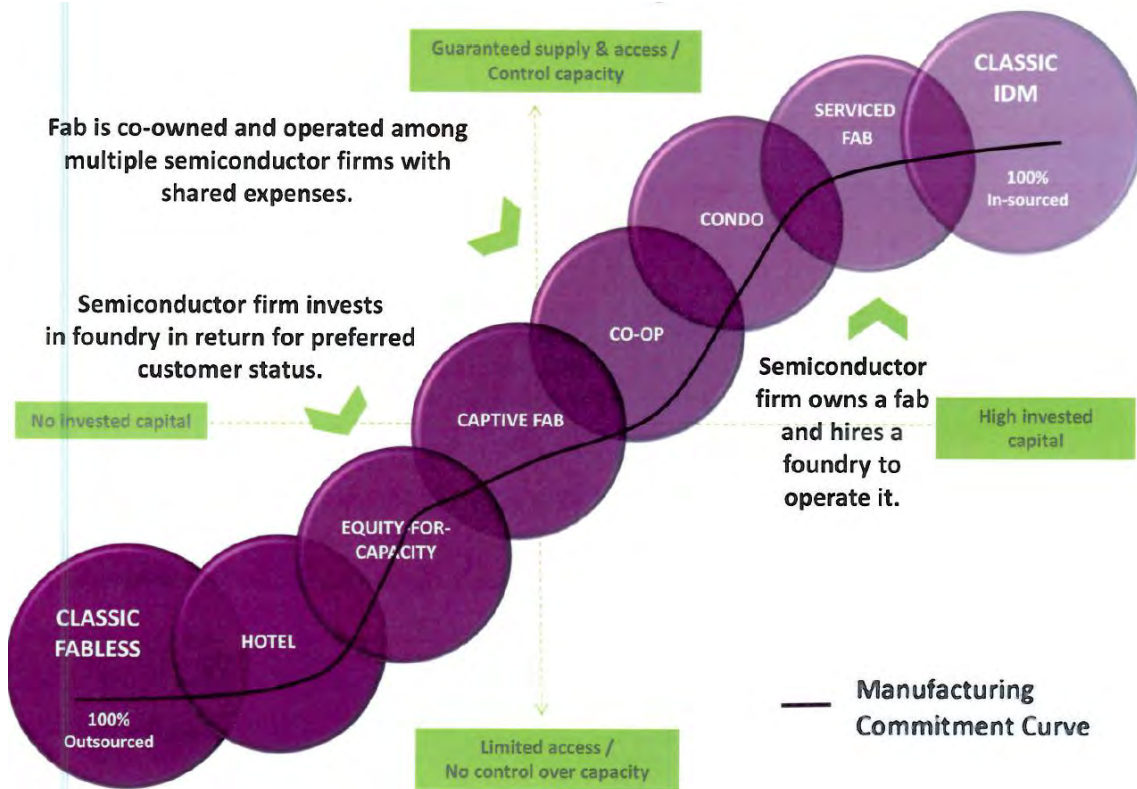 Guaranteed supply & access /
Control capacity
CLASSIC
IDM
100%
In-sourced
SERVICED
FAB
Fab is co-owned and operated among
multiple semiconductor firms with
shared expenses.
CONDO
Semiconductor firm invests
in foundry in return for preferred
customer status.
CO-OP
Semiconductor
firm owns a fab
and hires a
foundry to
operate it.
No invested capital
CAPTIVE FAB
High invested
capital
EQUITY-FOR-
CAPACITY
CLASSIC
FABLESS
HOTEL
100%
Outsourced
Manufacturing
Commitment Curve
Limited access /
No control over capacity